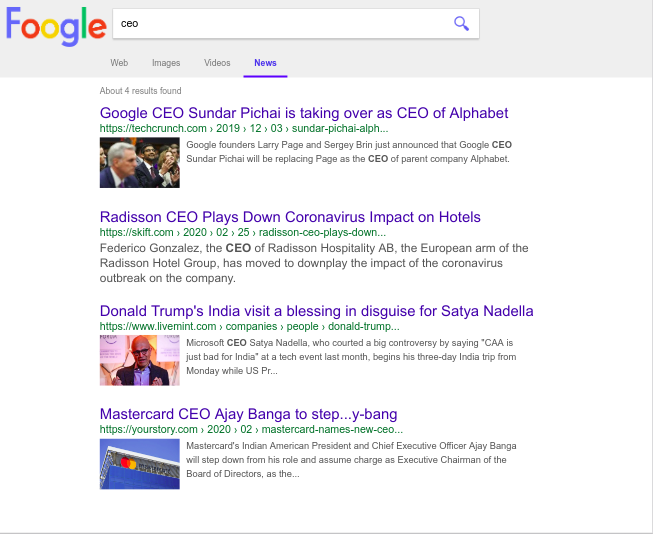 Foogle
ceo
Web Images Videos News
About 4 results found
Google CEO Sundar Pichai is taking over as CEO of Alphabet
https://techcrunch.com › 2019 › 12 › 03 › sundar-pichai-alph...
Google founders Larry Page and Sergey Brin just announced that Google CEO
Sundar Pichai will be replacing Page as the CEO of parent company Alphabet.
Radisson CEO Plays Down Coronavirus Impact on Hotels
https://skift.com › 2020 › 02 › 25 › radisson-ceo-plays-down...
Federico Gonzalez, the CEO of Radisson Hospitality AB, the European arm of the
Radisson Hotel Group, has moved to downplay the impact of the coronavirus
outbreak on the company.
Donald Trump's India visit a blessing in disguise for Satya Nadella
https://www.livemint.com › companies › people › donald-trump...
Microsoft CEO Satya Nadella, who courted a big controversy by saying "CAA is
just bad for India" at a tech event last month, begins his three-day India trip from
Monday while US Pr...
Mastercard CEO Ajay Banga to step...y-bang
https://yourstory.com › 2020 › 02 › mastercard-names-new-ceo...
Mastercard's Indian American President and Chief Executive Officer Ajay Banga
will step down from his role and assume charge as Executive Chairman of the
Board of Directors, as the...